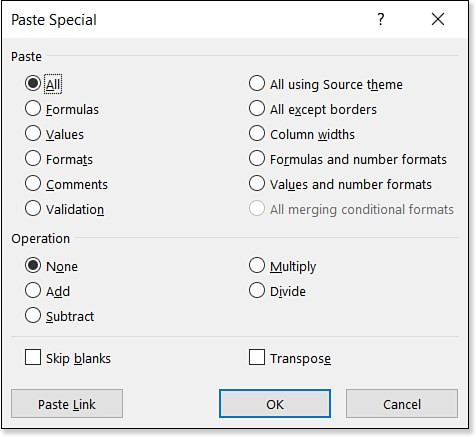 Paste Special ?
Paste
All
Formulas
Values
Formats
Comments
Validation
All using Source theme
All except borders
Column widths
Formulas and number formats
Values and number formats
All merging conditional formats
Operation
None
Add
Subtract
Multiply
Divide
Skip blanks
Transpose
Paste Link
OK
Cancel